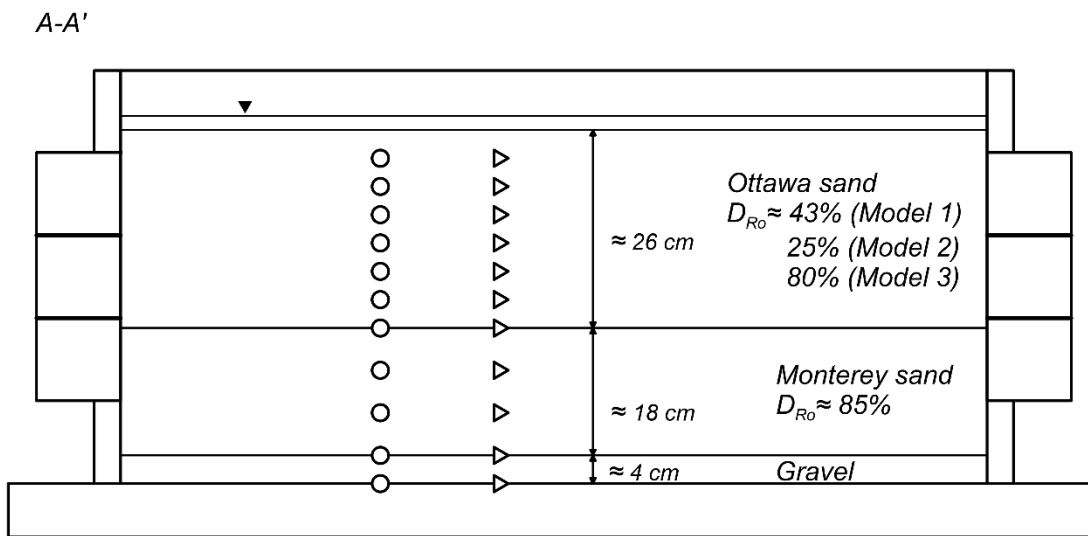 A-A'
Ottawa sand
D_Ro ≈ 43% (Model 1)
25% (Model 2)
80% (Model 3)
≈ 26 cm
Monterey sand
D_Ro ≈ 85%
≈ 18 cm
≈ 4 cm
Gravel